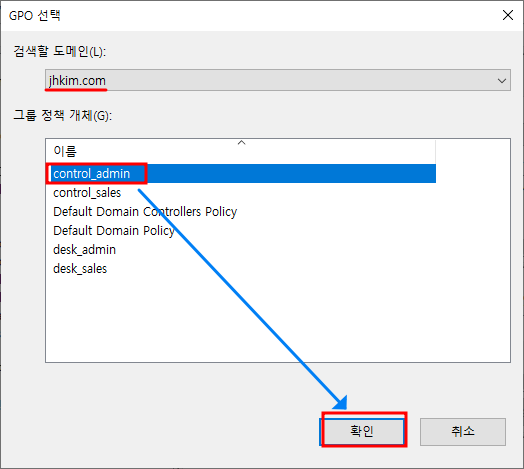 GPO 선택
검색할 도메인(L):
jhkim.com
그룹 정책 개체(G):
이름
control_admin
control_sales
Default Domain Controllers Policy
Default Domain Policy
desk_admin
desk_sales
확인
취소